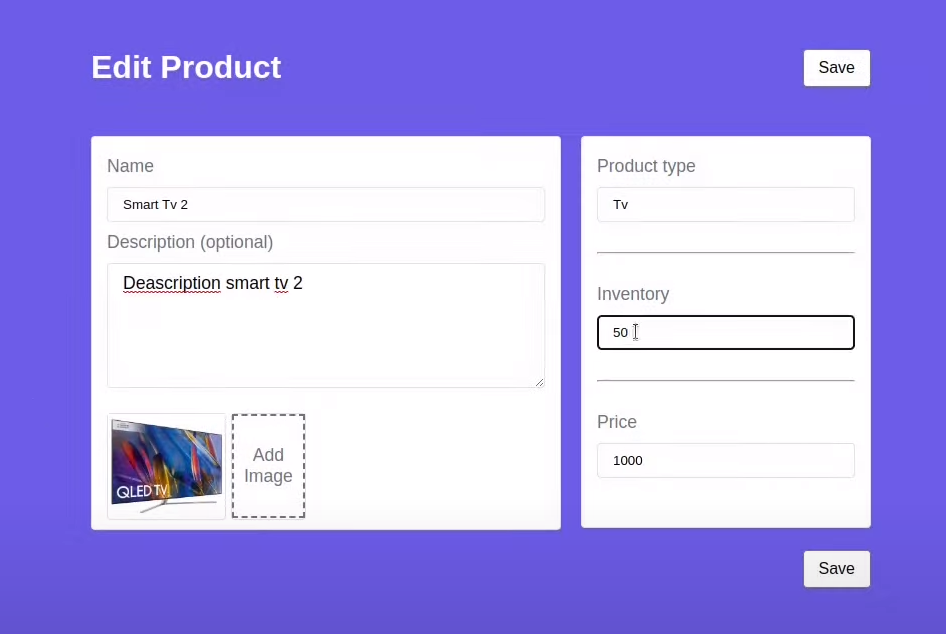 Edit Product
Save
Name
Smart Tv 2
Description (optional)
Deascription smart tv 2
QLED TV
Add
Image
Product type
Tv
Inventory
50
Price
1000
Save